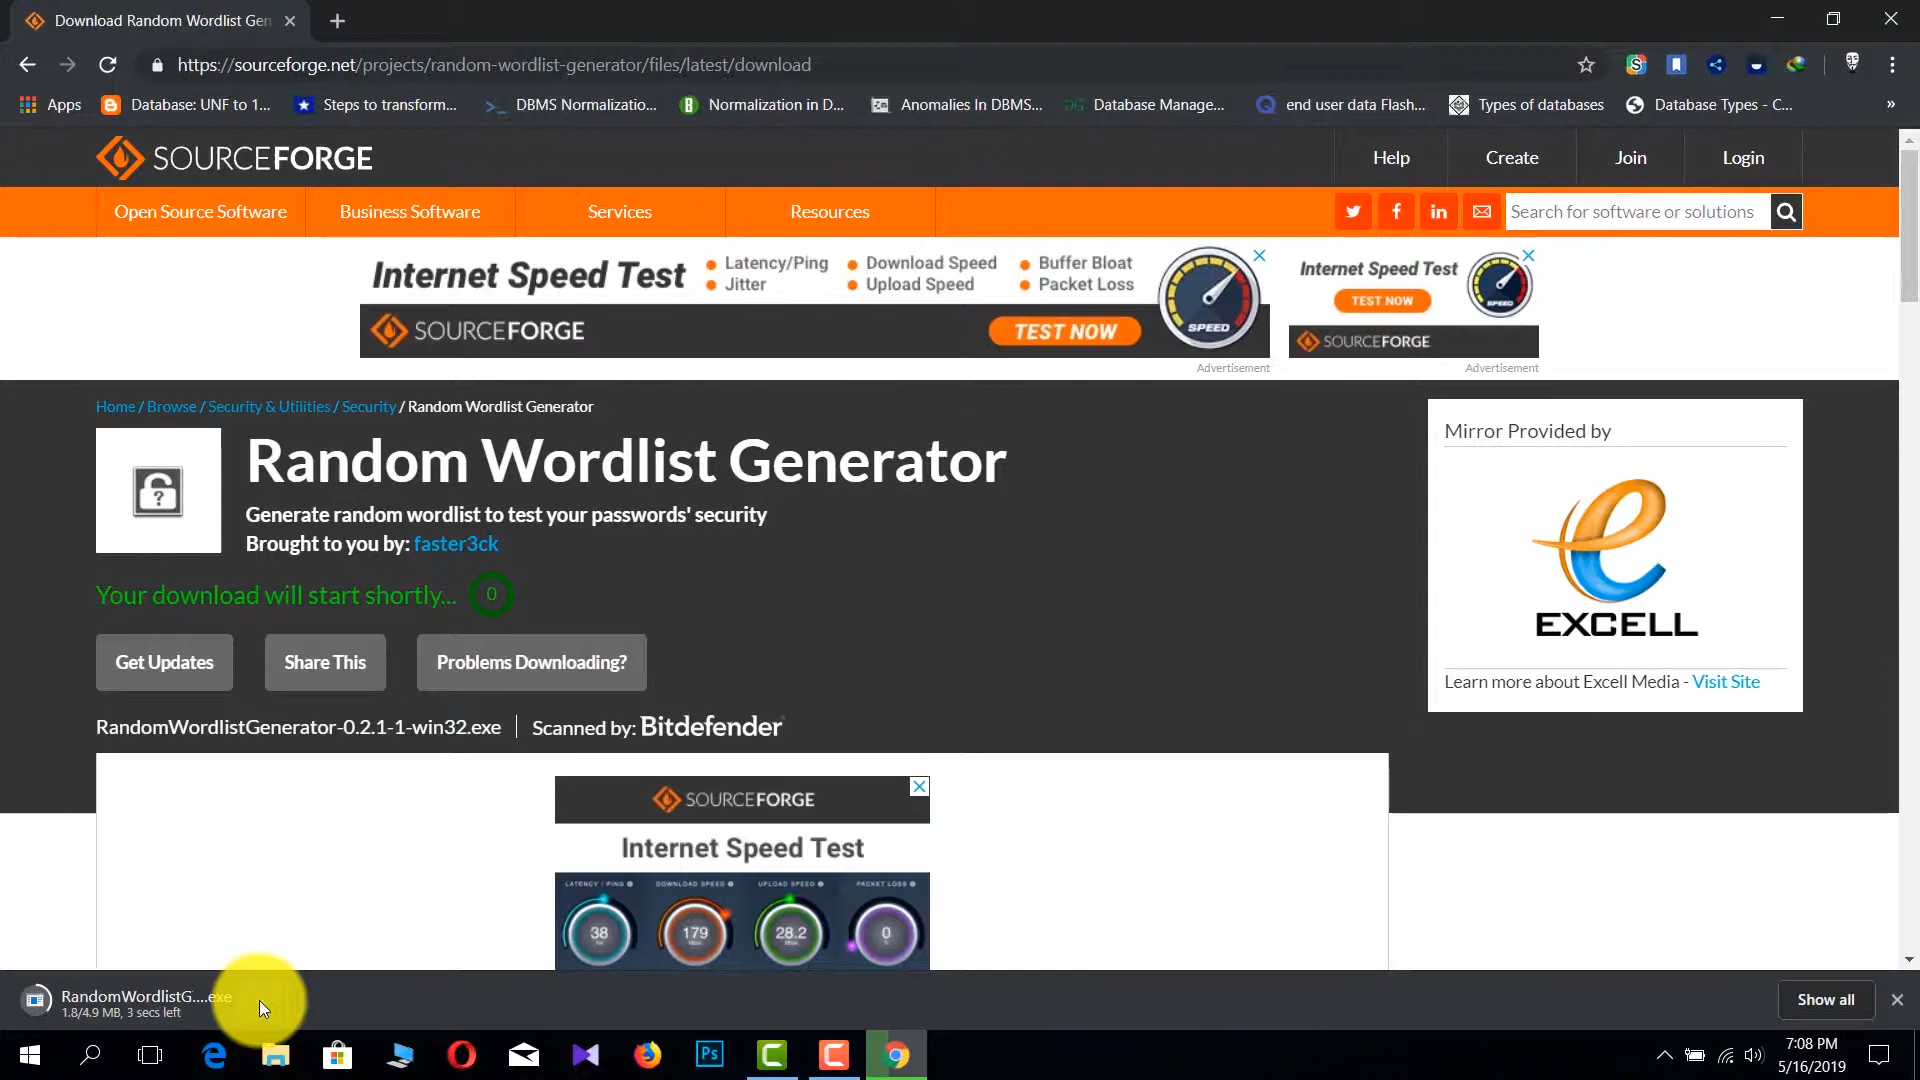 Download Random Wordlist Gen
https://sourceforge.net/projects/random-wordlist-generator/files/latest/download
Apps
Database: UNF to 1...
Steps to transform...
DBMS Normalizatio...
Normalization in D...
Anomalies In DBMS...
Database Manage...
end user data Flash...
Types of databases
Database Types - C...
»
SOURCEFORGE
Help
Create
Join
Login
Open Source Software
Business Software
Services
Resources
Search for software or solutions
Internet Speed Test
Latency/Ping
Download Speed
Buffer Bloat
Jitter
Upload Speed
Packet Loss
SOURCEFORGE
TEST NOW
SPEED
Advertisement
Internet Speed Test
TEST NOW
SPEED
SOURCEFORGE
Advertisement
Home / Browse / Security & Utilities / Security / Random Wordlist Generator
Random Wordlist Generator
Generate random wordlist to test your passwords' security
Brought to you by: faster3ck
Your download will start shortly... 0
Get Updates
Share This
Problems Downloading?
RandomWordlistGenerator-0.2.1-1-win32.exe
Scanned by: Bitdefender
Mirror Provided by
EXCELL
Learn more about Excell Media - Visit Site
SOURCEFORGE
Internet Speed Test
LATENCY / PING
DOWNLOAD SPEED
UPLOAD SPEED
PACKET LOSS
38
179
28.2
0
RandomWordlistG....exe
1.8/4.9 MB, 3 secs left
Show all
Ps
7:08 PM
5/16/2019